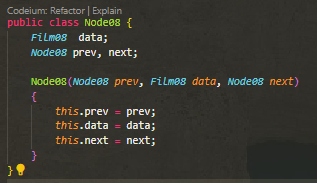 Codeium: Refactor | Explain
public class Node08 {
    Film08  data;
    Node08 prev, next;

    Node08(Node08 prev, Film08 data, Node08 next)
    {
        this.prev = prev;
        this.data = data;
        this.next = next;
    }
}